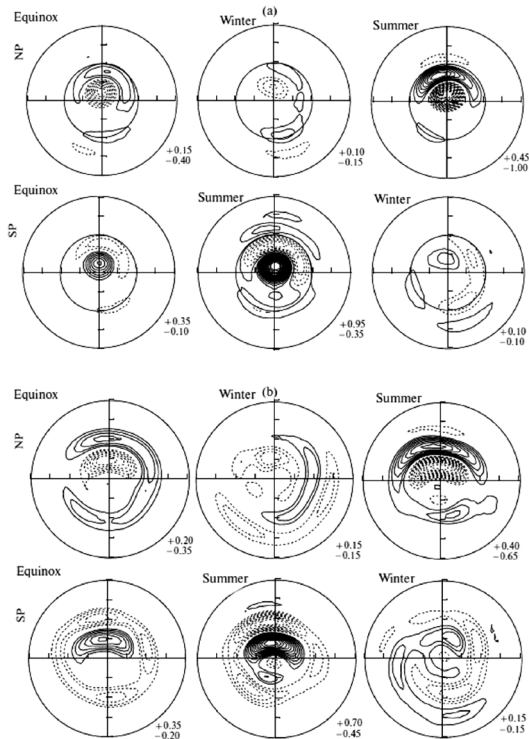 (a)
Equinox Winter Summer
NP
+0.15 +0.10 +0.45
−0.40 −0.15 −1.00
Equinox Summer Winter
SP
+0.35 +0.95 +0.10
−0.10 −0.35 −0.10
Equinox Winter (b) Summer
NP
+0.20 +0.15 +0.40
−0.35 −0.15 −0.65
Equinox Summer Winter
SP
+0.35 +0.70 +0.15
−0.20 −0.45 −0.15